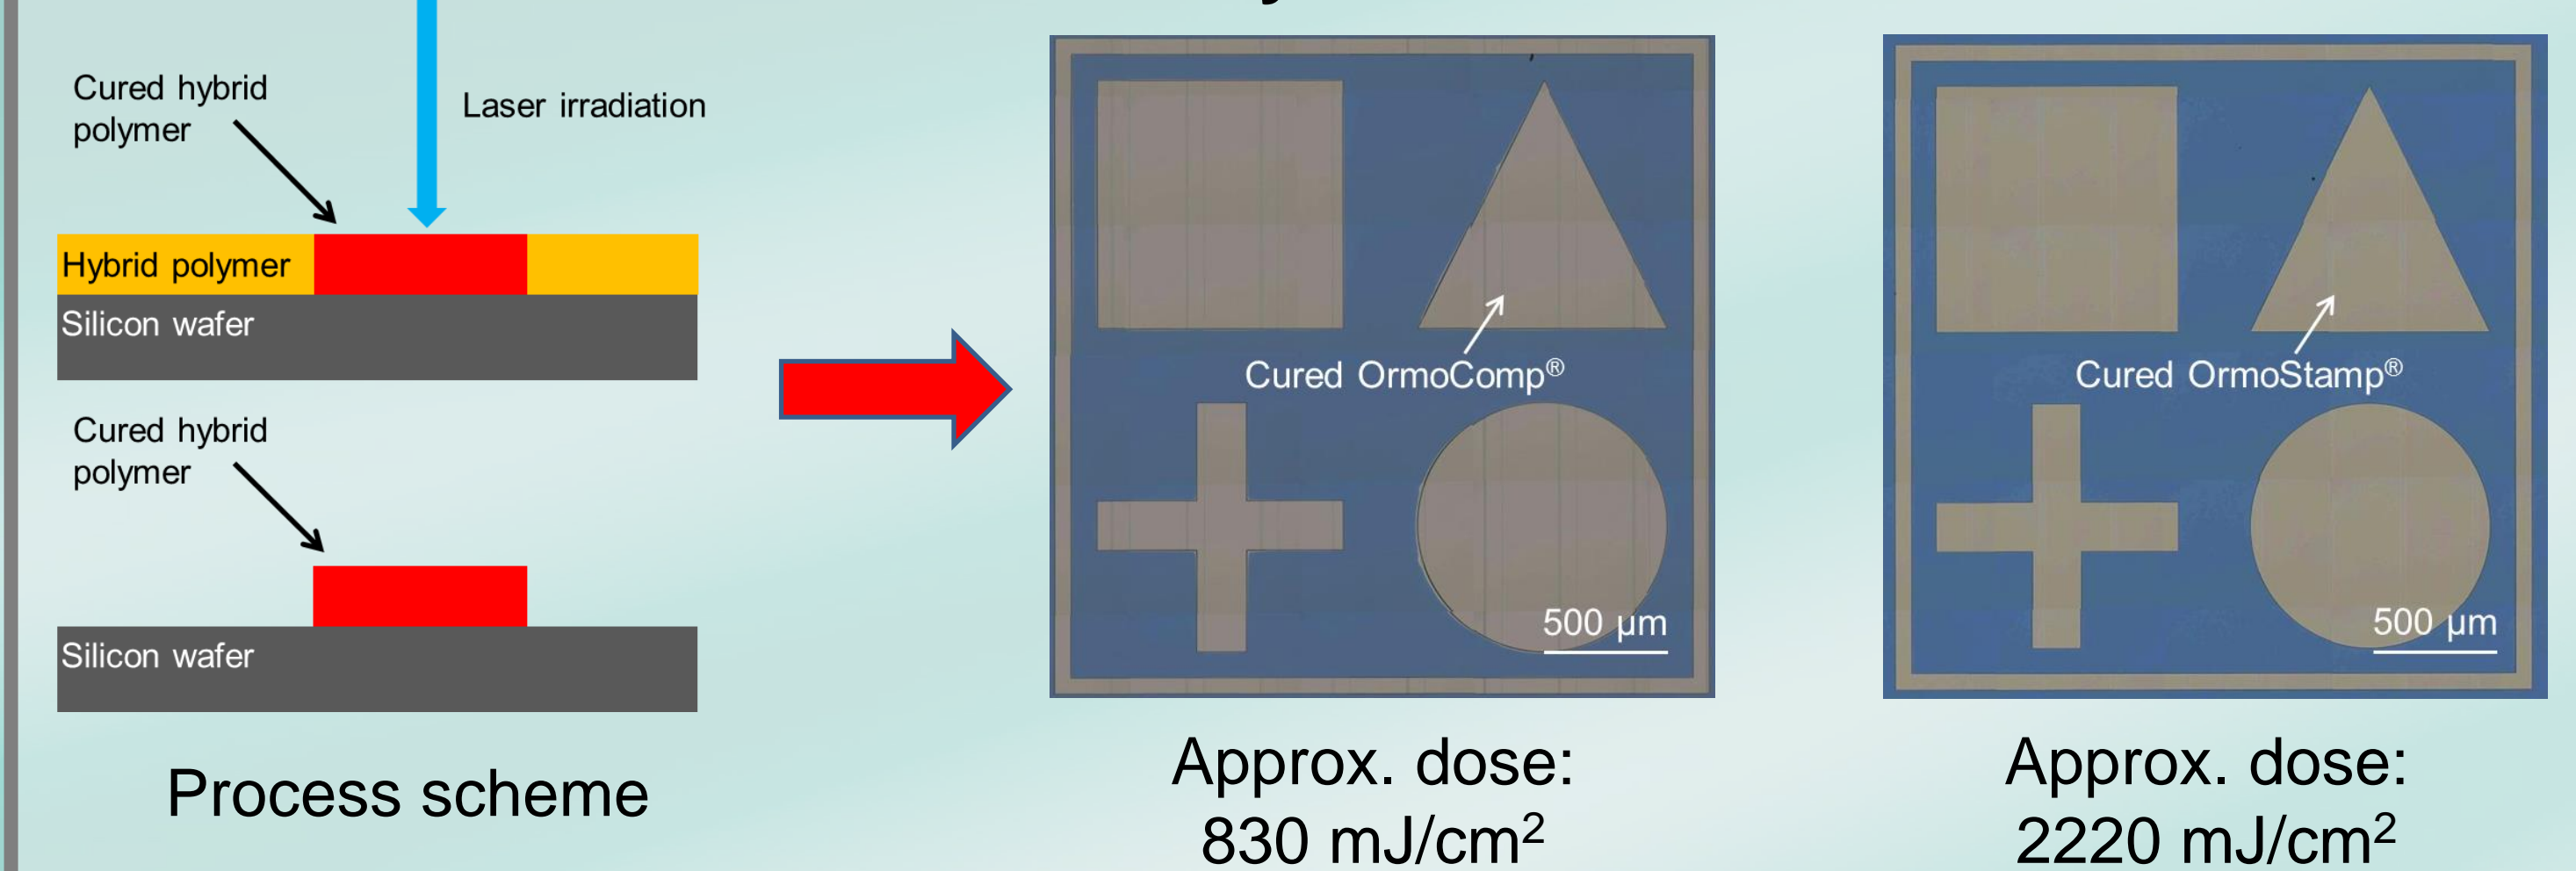 Cured hybrid
polymer
Laser irradiation
Hybrid polymer
Silicon wafer
Cured hybrid
polymer
Silicon wafer
Process scheme
Cured OrmoComp®
500 µm
Approx. dose:
830 mJ/cm²
Cured OrmoStamp®
500 µm
Approx. dose:
2220 mJ/cm²